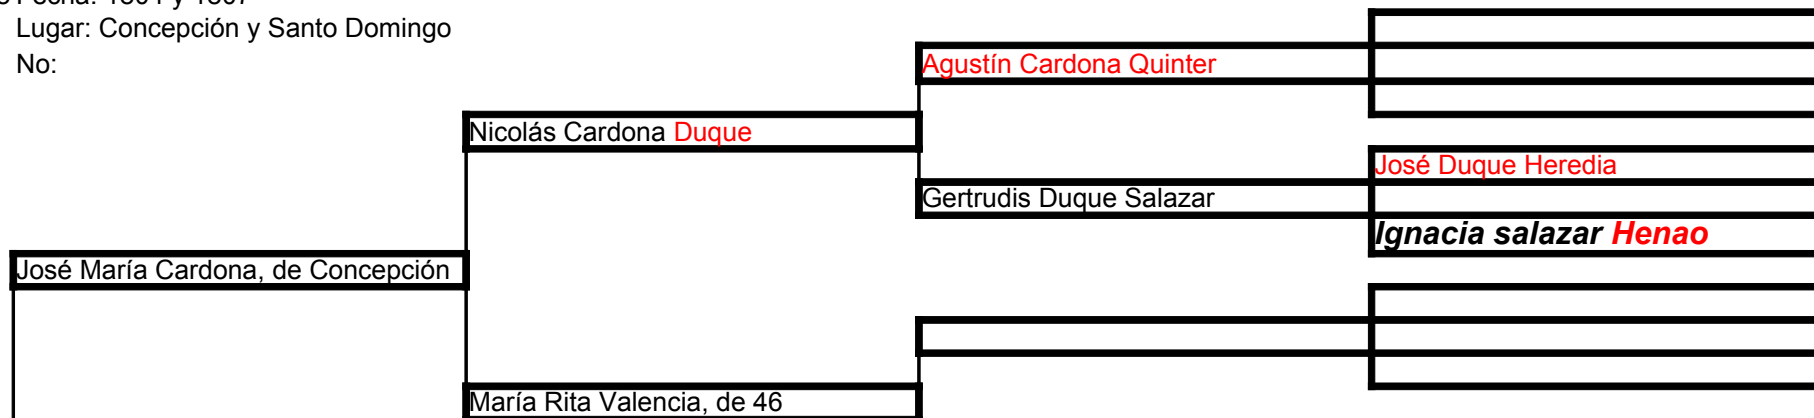 Lugar: Concepción y Santo Domingo
No:
Agustín Cardona Quinter
Nicolás Cardona Duque
José Duque Heredia
Gertrudis Duque Salazar
Ignacia salazar Henao
José María Cardona, de Concepción
María Rita Valencia, de 46